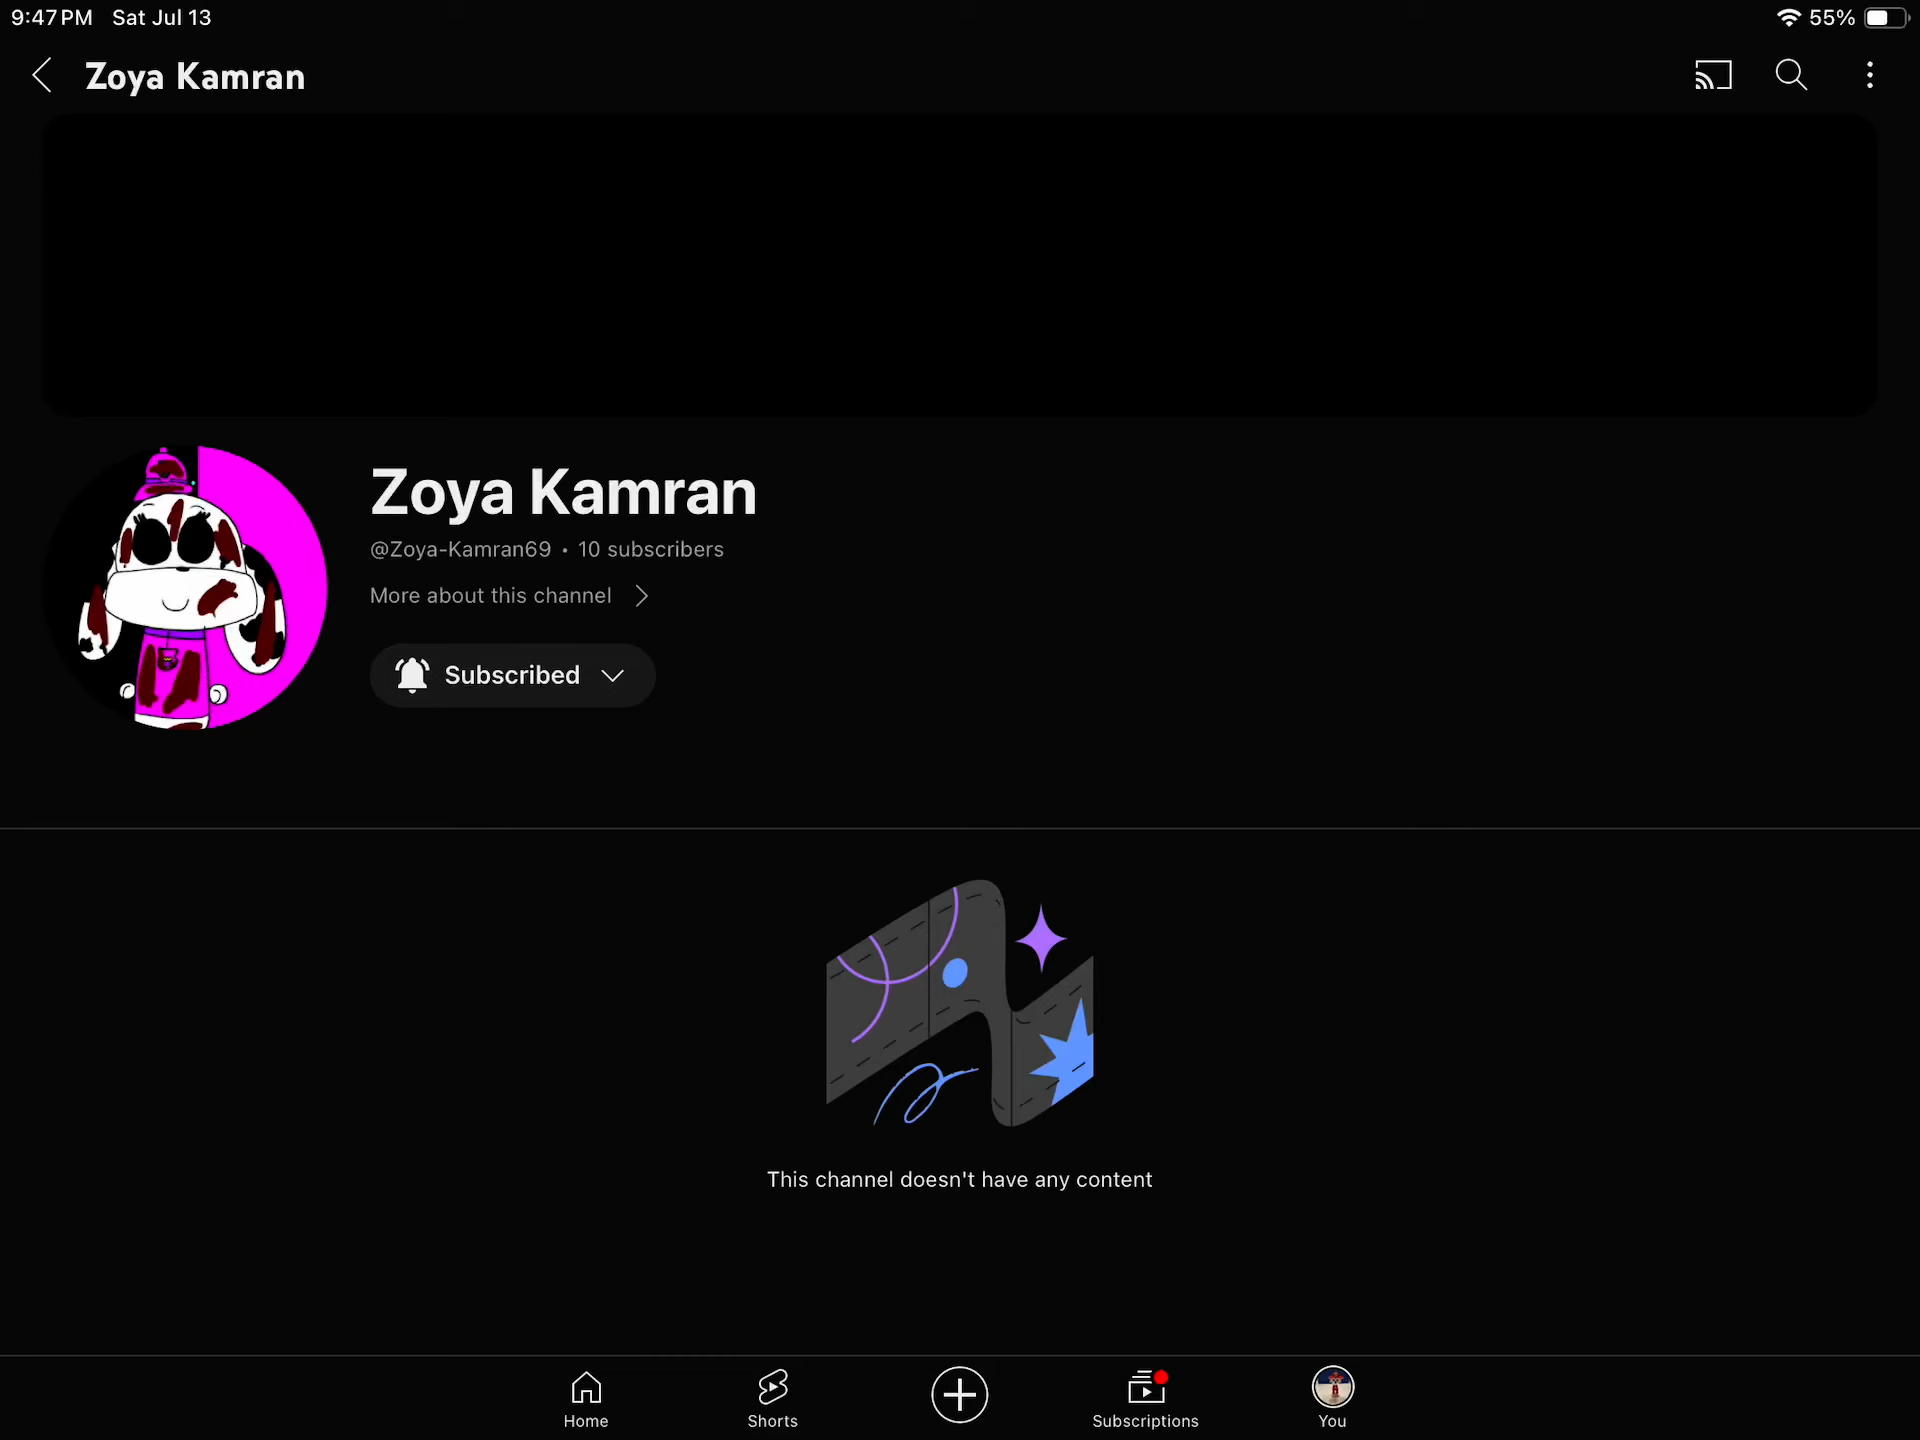 9:47 PM Sat Jul 13 55%
Zoya Kamran
Zoya Kamran
@Zoya-Kamran69 • 10 subscribers
More about this channel
Subscribed
This channel doesn't have any content
Home Shorts Subscriptions You